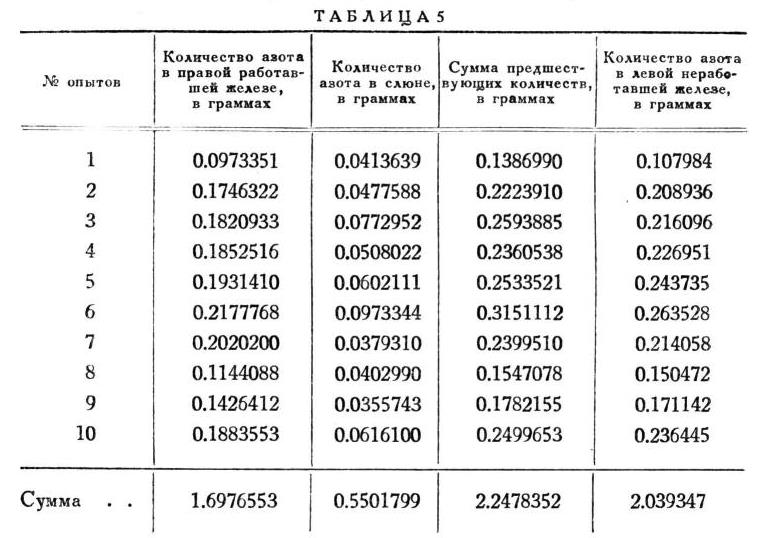 ТАБЛИЦА 5
№ опытов | Количество азота в правой работавшей железе, в граммах | Количество азота в слюне, в граммах | Сумма предшествующих количеств, в граммах | Количество азота в левой неработавшей железе, в граммах
1 0.0973351 0.0413639 0.1386990 0.107984
2 0.1746322 0.0477588 0.2223910 0.208936
3 0.1820933 0.0772952 0.2593885 0.216096
4 0.1852516 0.0508022 0.2360538 0.226951
5 0.1931410 0.0602111 0.2533521 0.243735
6 0.2177768 0.0973344 0.3151112 0.263528
7 0.2020200 0.0379310 0.2399510 0.214058
8 0.1144088 0.0402990 0.1547078 0.150472
9 0.1426412 0.0355743 0.1782155 0.171142
10 0.1883553 0.0616100 0.2499653 0.236445
Сумма . . 1.6976553 0.5501799 2.2478352 2.039347